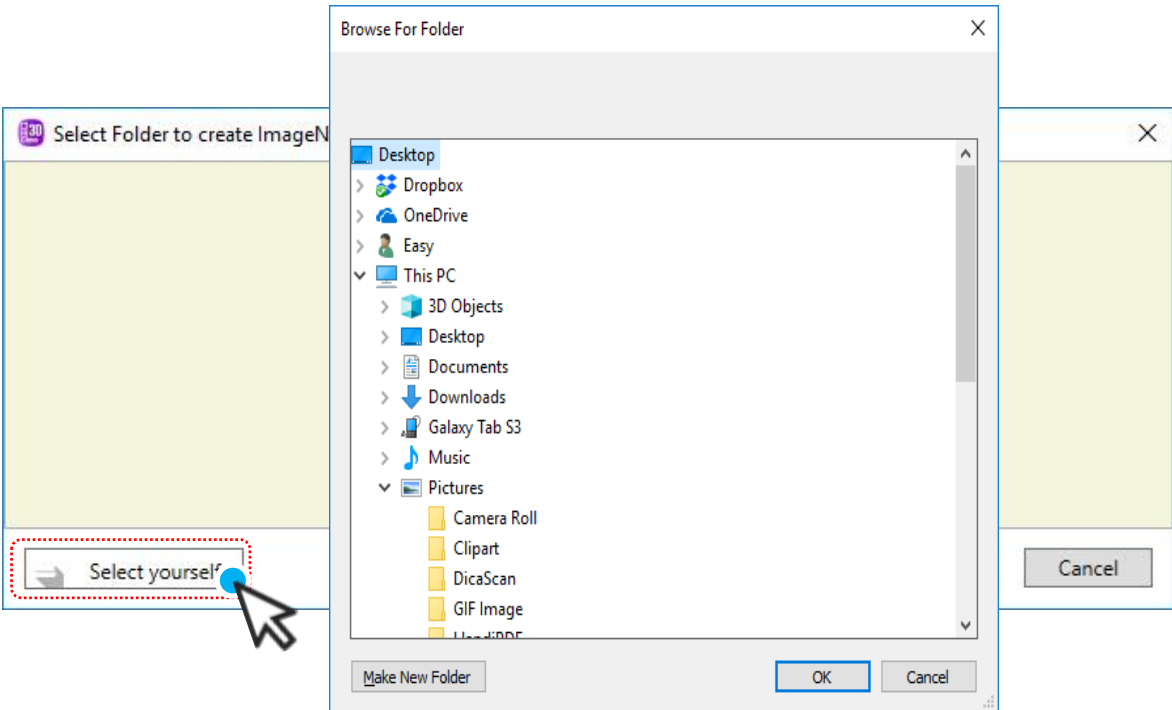 Browse For Folder
Select Folder to create ImageN
Desktop
Dropbox
OneDrive
Easy
This PC
3D Objects
Desktop
Documents
Downloads
Galaxy Tab S3
Music
Pictures
Camera Roll
Clipart
DicaScan
GIF Image
Select yourself
Cancel
Make New Folder
OK
Cancel